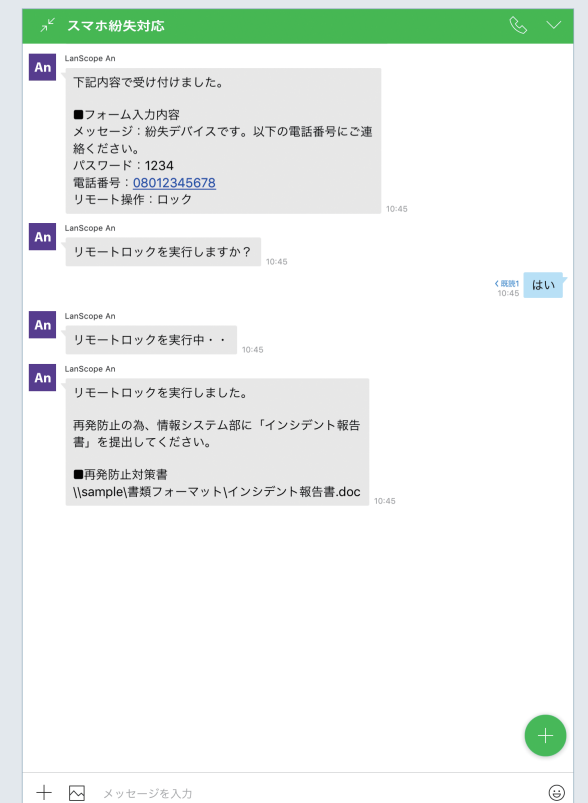 スマホ紛失対応
LanScope An
An
下記内容で受け付けました。
■フォーム入力内容
メッセージ：紛失デバイスです。以下の電話番号にご連
絡ください。
パスワード：1234
電話番号：08012345678
リモート操作：ロック
10:45
LanScope An
An
リモートロックを実行しますか？
10:45
既読1
10:45
はい
LanScope An
An
リモートロックを実行中・・
10:45
LanScope An
An
リモートロックを実行しました。
再発防止の為、情報システム部に「インシデント報告
書」を提出してください。
■再発防止対策書
\\sample\書類フォーマット\インシデント報告書.doc
10:45
メッセージを入力